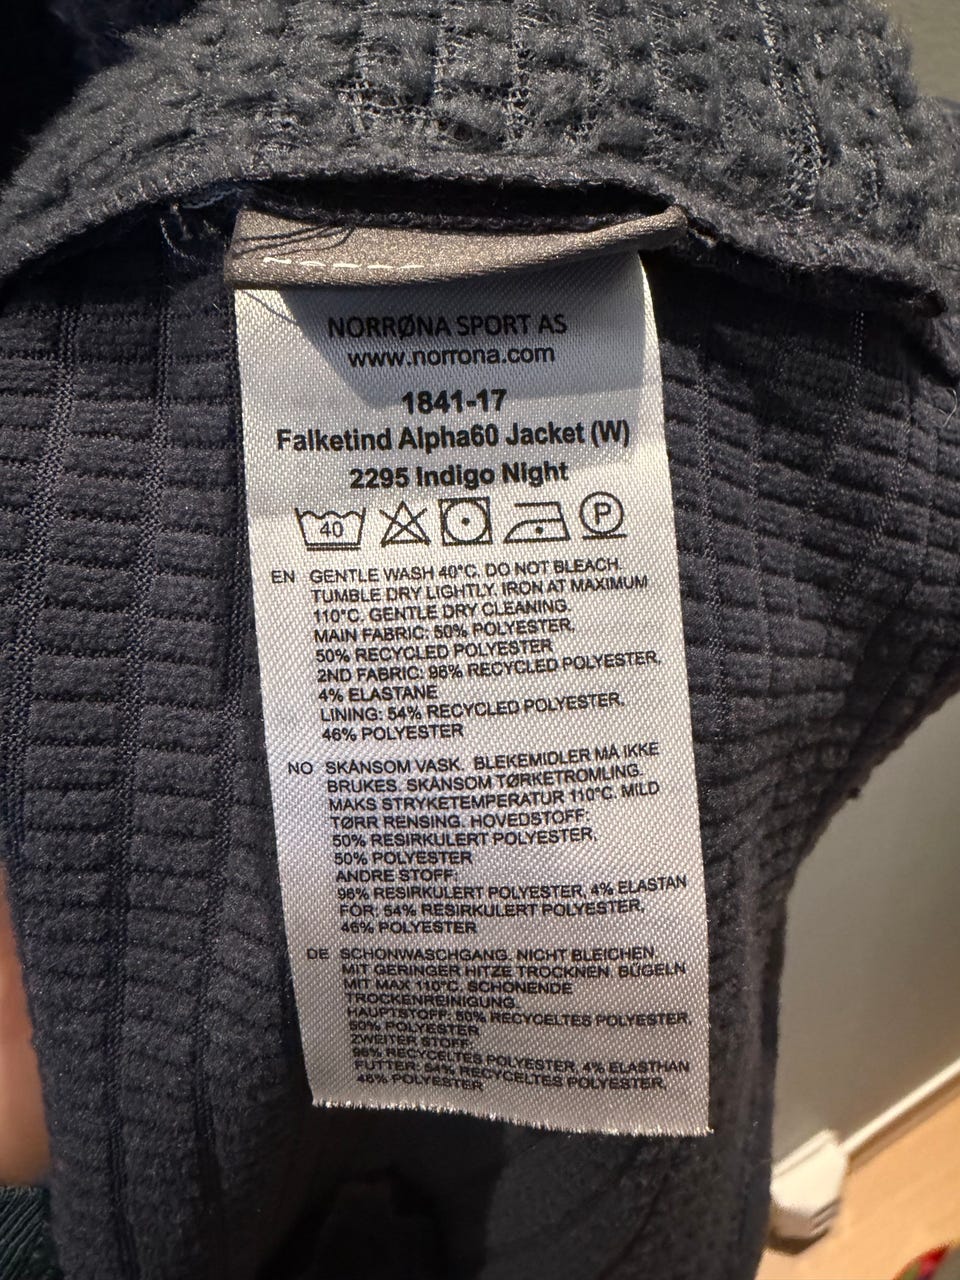 NORRØNA SPORT AS
www.norrona.com
1841-17
Falketind Alpha60 Jacket (W)
2295 Indigo Night
40 P
EN GENTLE WASH 40°C. DO NOT BLEACH.
TUMBLE DRY LIGHTLY. IRON AT MAXIMUM
110°C. GENTLE DRY CLEANING.
MAIN FABRIC: 50% POLYESTER,
50% RECYCLED POLYESTER
2ND FABRIC: 96% RECYCLED POLYESTER,
4% ELASTANE
LINING: 54% RECYCLED POLYESTER,
46% POLYESTER
NO SKÅNSOM VASK. BLEKEMIDLER MÅ IKKE
BRUKES. SKÅNSOM TØRKETROMLING.
MAKS STRYKETEMPERATUR 110°C. MILD
TØRR RENSING. HOVEDSTOFF:
50% RESIRKULERT POLYESTER,
50% POLYESTER
ANDRE STOFF:
96% RESIRKULERT POLYESTER, 4% ELASTAN
FÔR: 54% RESIRKULERT POLYESTER,
46% POLYESTER
DE SCHONWASCHGANG. NICHT BLEICHEN.
MIT GERINGER HITZE TROCKNEN. BÜGELN
MIT MAX 110°C. SCHONENDE
TROCKENREINIGUNG.
HAUPTSTOFF: 50% RECYCELTES POLYESTER,
50% POLYESTER
ZWEITER STOFF:
96% RECYCELTES POLYESTER, 4% ELASTHAN
FUTTER: 54% RECYCELTES POLYESTER,
46% POLYESTER